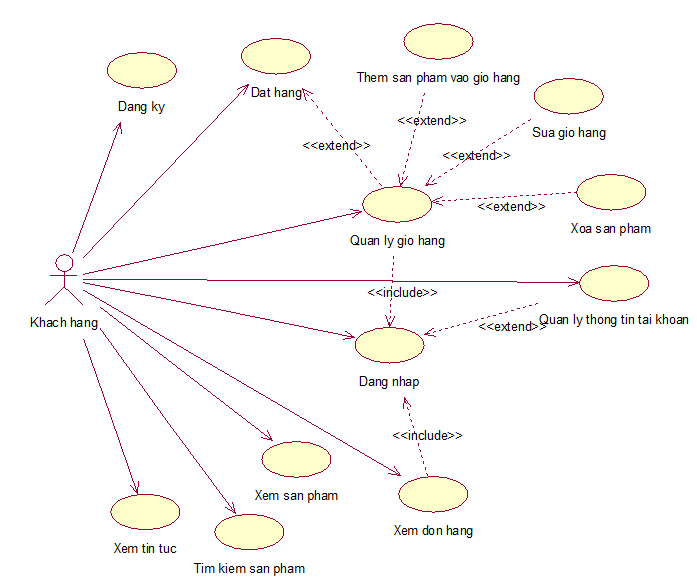 Them san pham vao gio hang
Dat hang
Dang ky
<<extend>>
<<extend>>
Sua gio hang
<<extend>>
<<extend>>
Xoa san pham
Quan ly gio hang
<<include>>
Khach hang
Quan ly thong tin tai khoan
<<extend>>
Dang nhap
<<include>>
Xem san pham
Xem don hang
Xem tin tuc
Tim kiem san pham